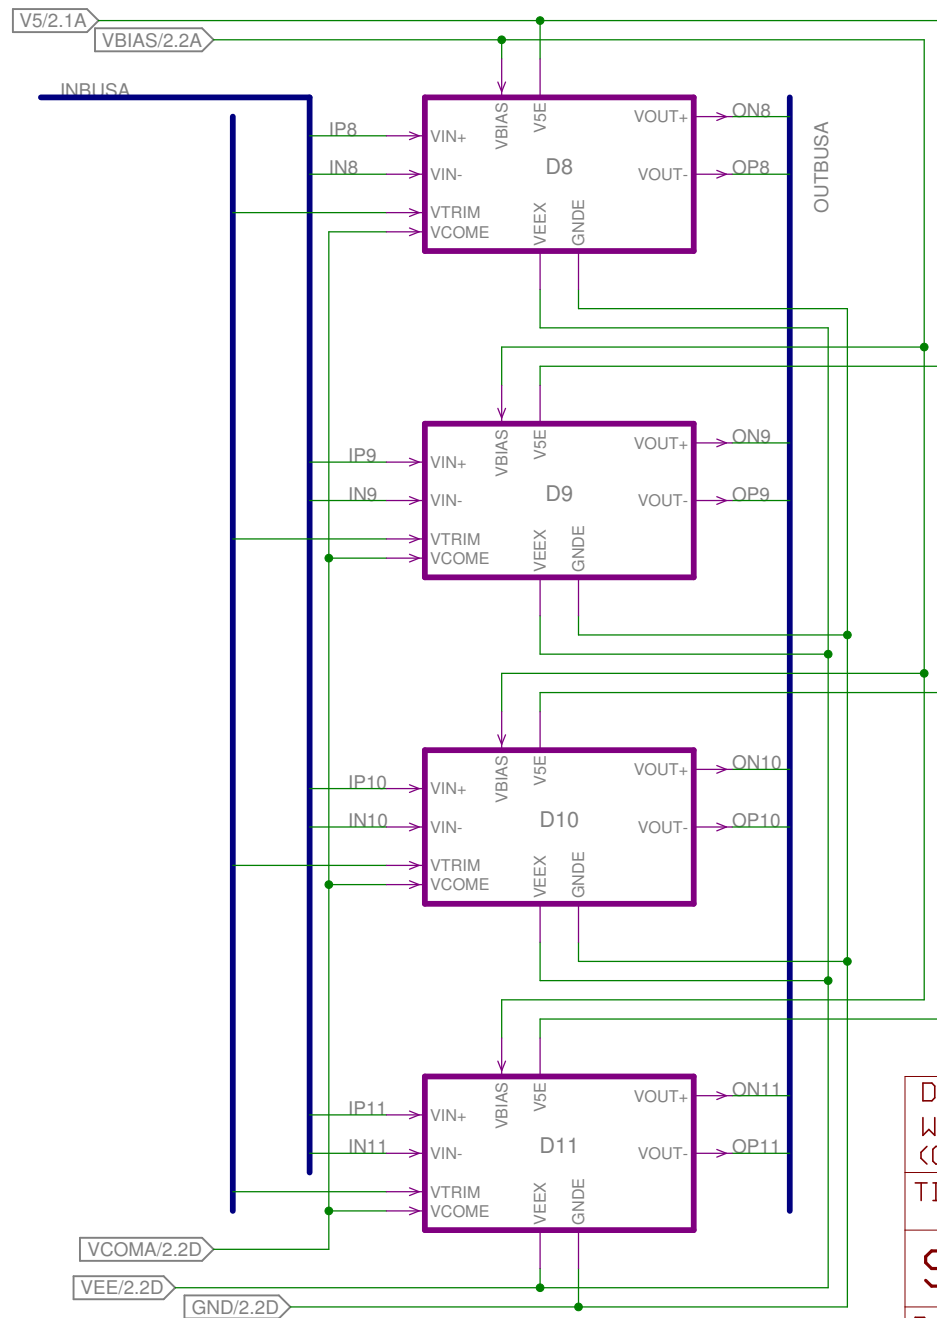 V5/2.1A
VBIAS/2.2A
INBUSA
OUTBUSA
IP8
IN8
VBIAS
V5E
VIN+
VIN-
VTRIM
VCOME
D8
VEEX
GNDE
VOUT+
VOUT-
ON8
OP8
IP9
IN9
VBIAS
V5E
VIN+
VIN-
VTRIM
VCOME
D9
VEEX
GNDE
VOUT+
VOUT-
ON9
OP9
IP10
IN10
VBIAS
V5E
VIN+
VIN-
VTRIM
VCOME
D10
VEEX
GNDE
VOUT+
VOUT-
ON10
OP10
IP11
IN11
VBIAS
V5E
VIN+
VIN-
VTRIM
VCOME
D11
VEEX
GNDE
VOUT+
VOUT-
ON11
OP11
VCOMA/2.2D
VEE/2.2D
GND/2.2D